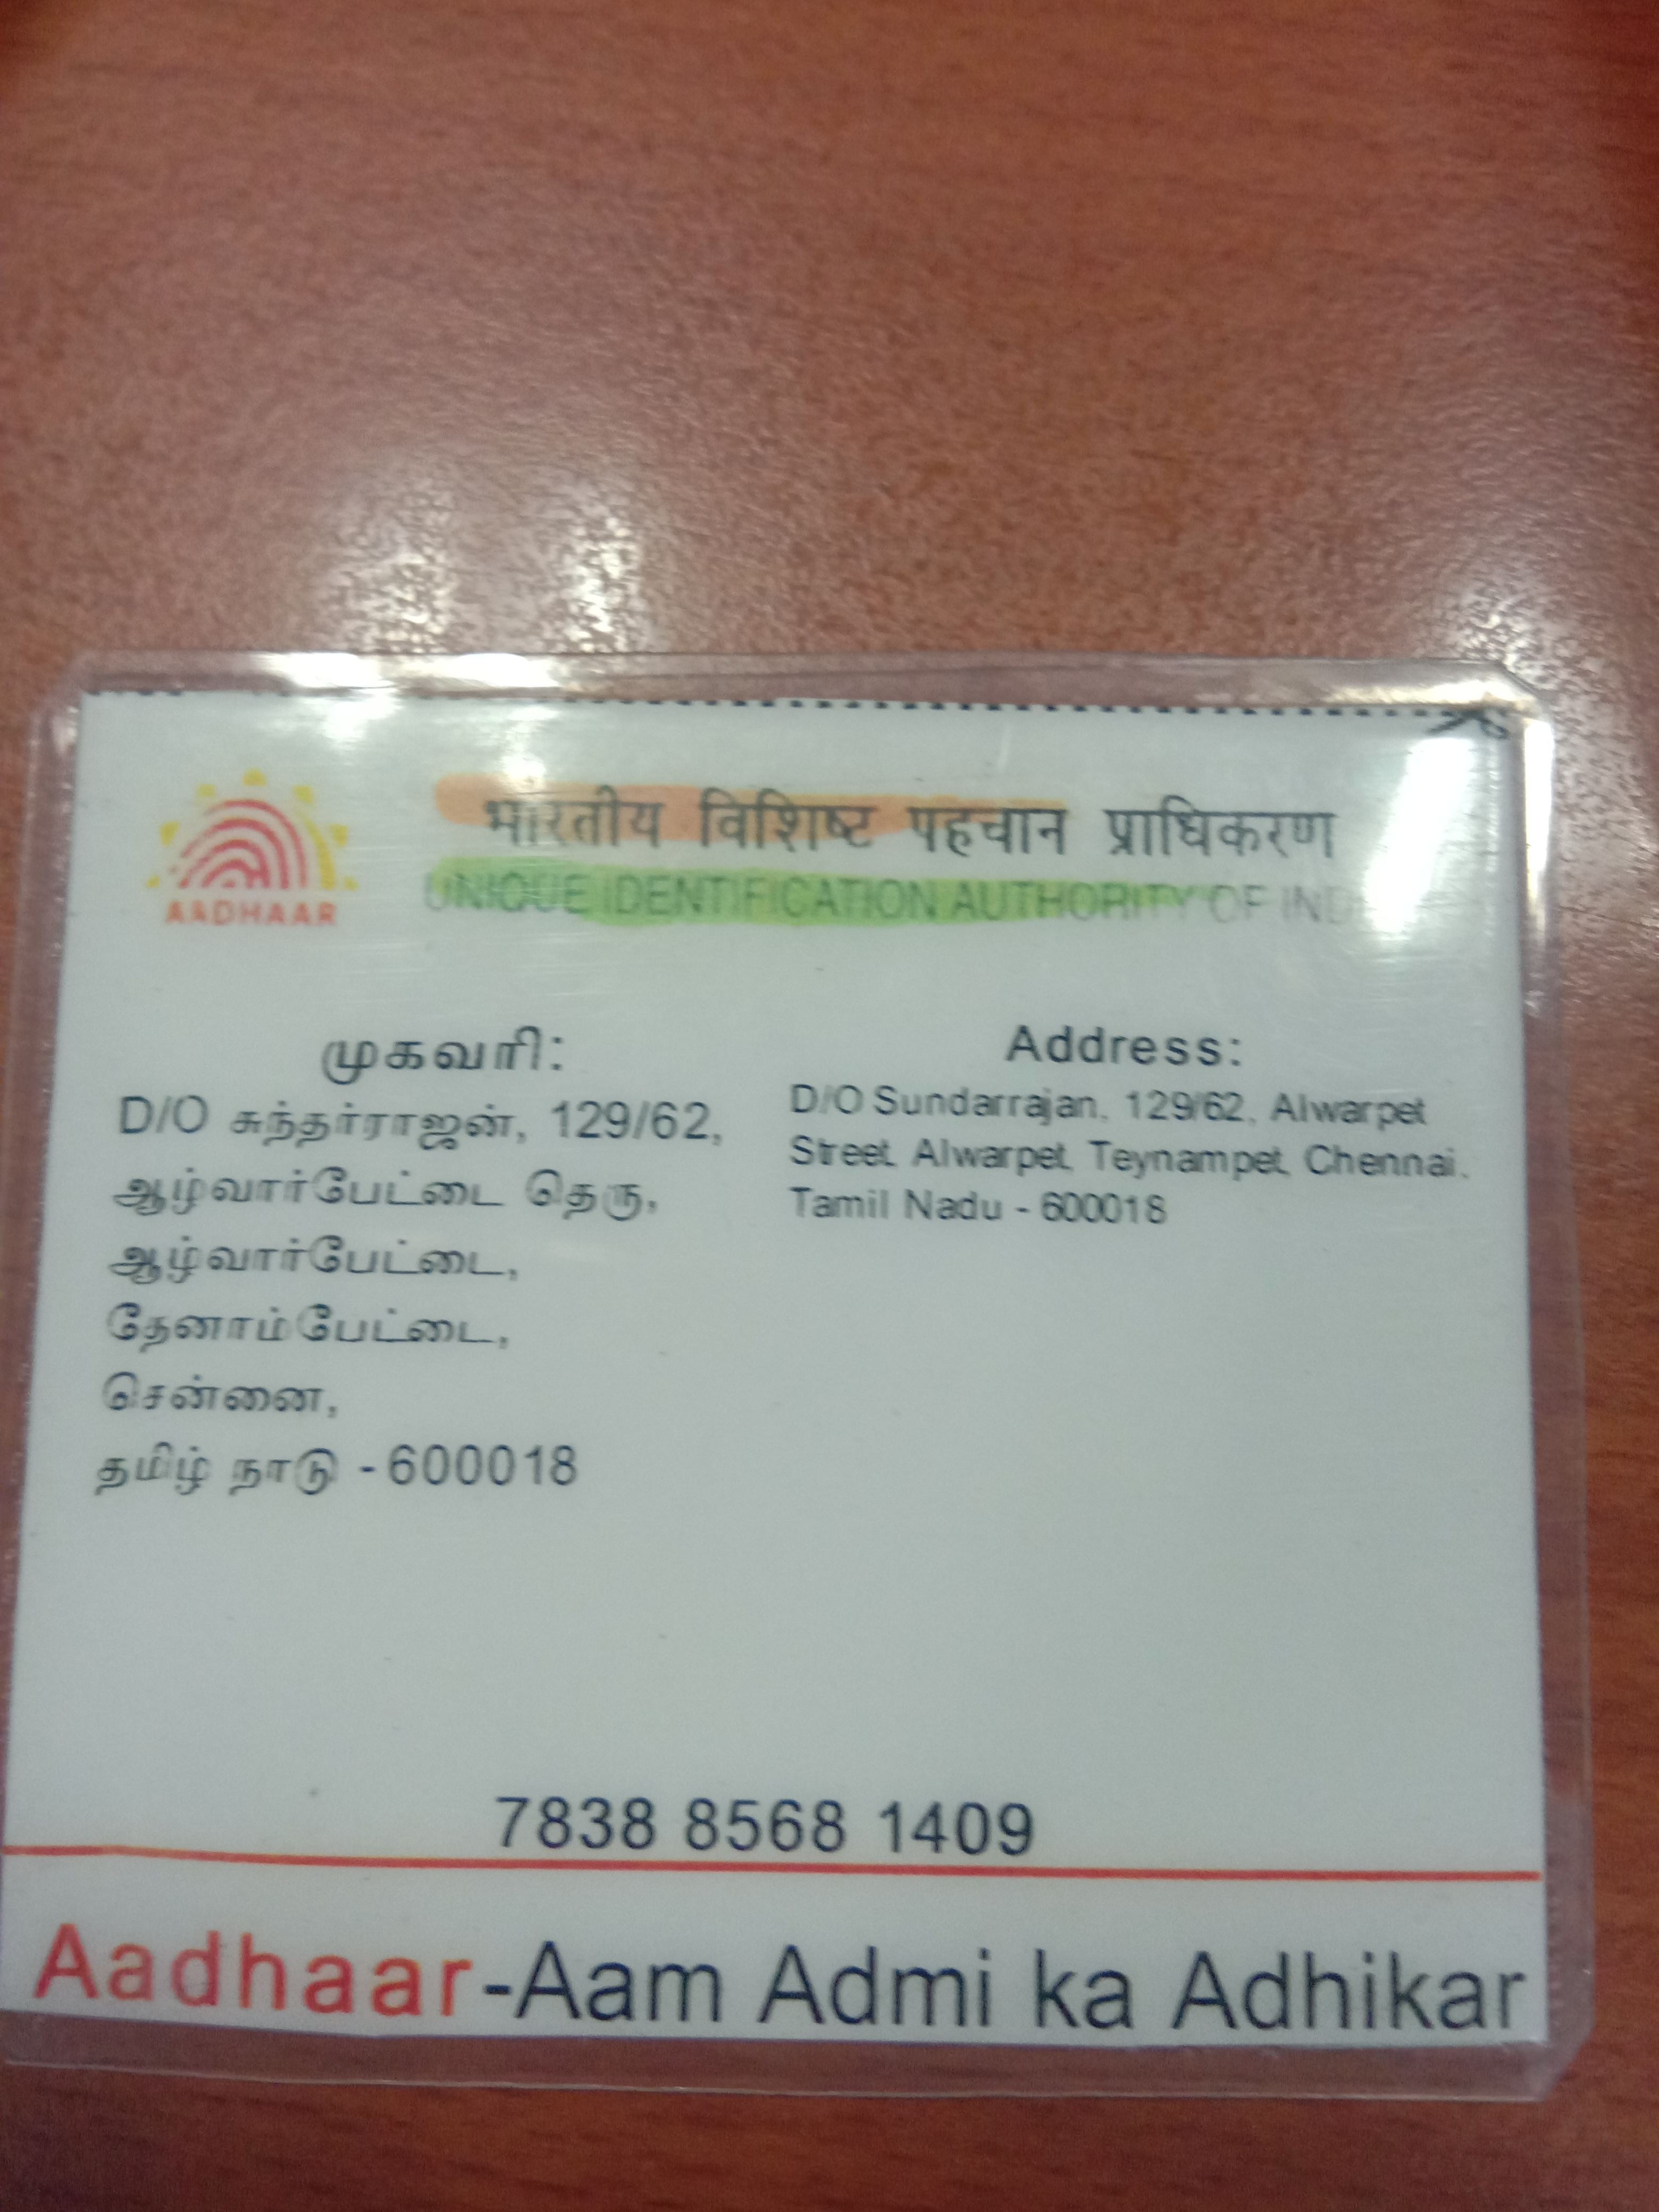 AADHAAR
भारतीय विशिष्ट पहचान प्राधिकरण
UNIQUE IDENTIFICATION AUTHORITY OF IND
முகவரி:
D/O சுந்தர்ராஜன், 129/62,
ஆழ்வார்பேட்டை தெரு,
ஆழ்வார்பேட்டை,
தேனாம்பேட்டை,
சென்னை,
தமிழ் நாடு - 600018
Address:
D/O Sundarrajan, 129/62, Alwarpet
Street, Alwarpet, Teynampet, Chennai,
Tamil Nadu - 600018
7838 8568 1409
Aadhaar-Aam Admi ka Adhikar